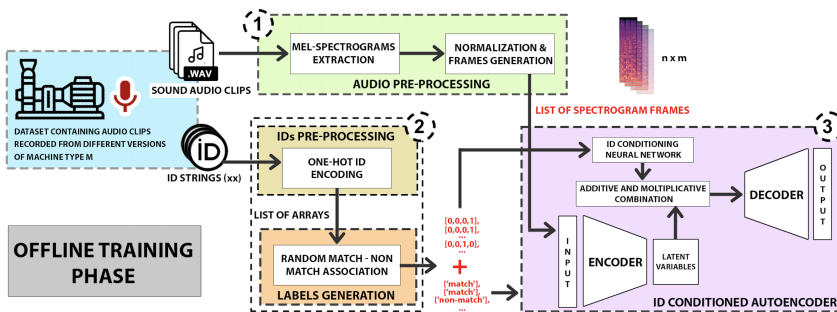 1
MEL-SPECTROGRAMS
EXTRACTION
NORMALIZATION &
FRAMES GENERATION
AUDIO PRE-PROCESSING
.WAV
SOUND AUDIO CLIPS
n x m
DATASET CONTAINING AUDIO CLIPS
RECORDED FROM DIFFERENT VERSIONS
OF MACHINE TYPE M
iD
ID STRINGS (xx)
LIST OF SPECTROGRAM FRAMES
2
IDs PRE-PROCESSING
ONE-HOT ID
ENCODING
LIST OF ARRAYS
RANDOM MATCH - NON
MATCH ASSOCIATION
LABELS GENERATION
[0,0,0,1],
[0,0,0,1],
...
[0,0,1,0],
...
+
['match'],
['match'],
['non-match'],
...
3
ID CONDITIONING
NEURAL NETWORK
ADDITIVE AND MULTIPLICATIVE
COMBINATION
DECODER
OUTPUT
INPUT
ENCODER
LATENT
VARIABLES
ID CONDITIONED AUTOENCODER
OFFLINE TRAINING
PHASE